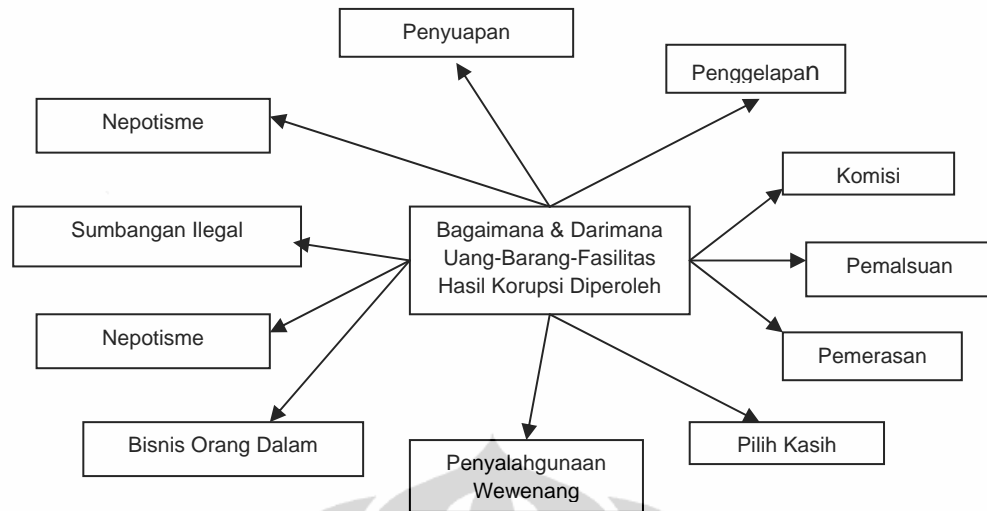 Penyuapan
Penggelapan
Nepotisme
Komisi
Sumbangan Ilegal
Bagaimana & Darimana
Uang-Barang-Fasilitas
Hasil Korupsi Diperoleh
Pemalsuan
Nepotisme
Pemerasan
Bisnis Orang Dalam
Penyalahgunaan
Wewenang
Pilih Kasih